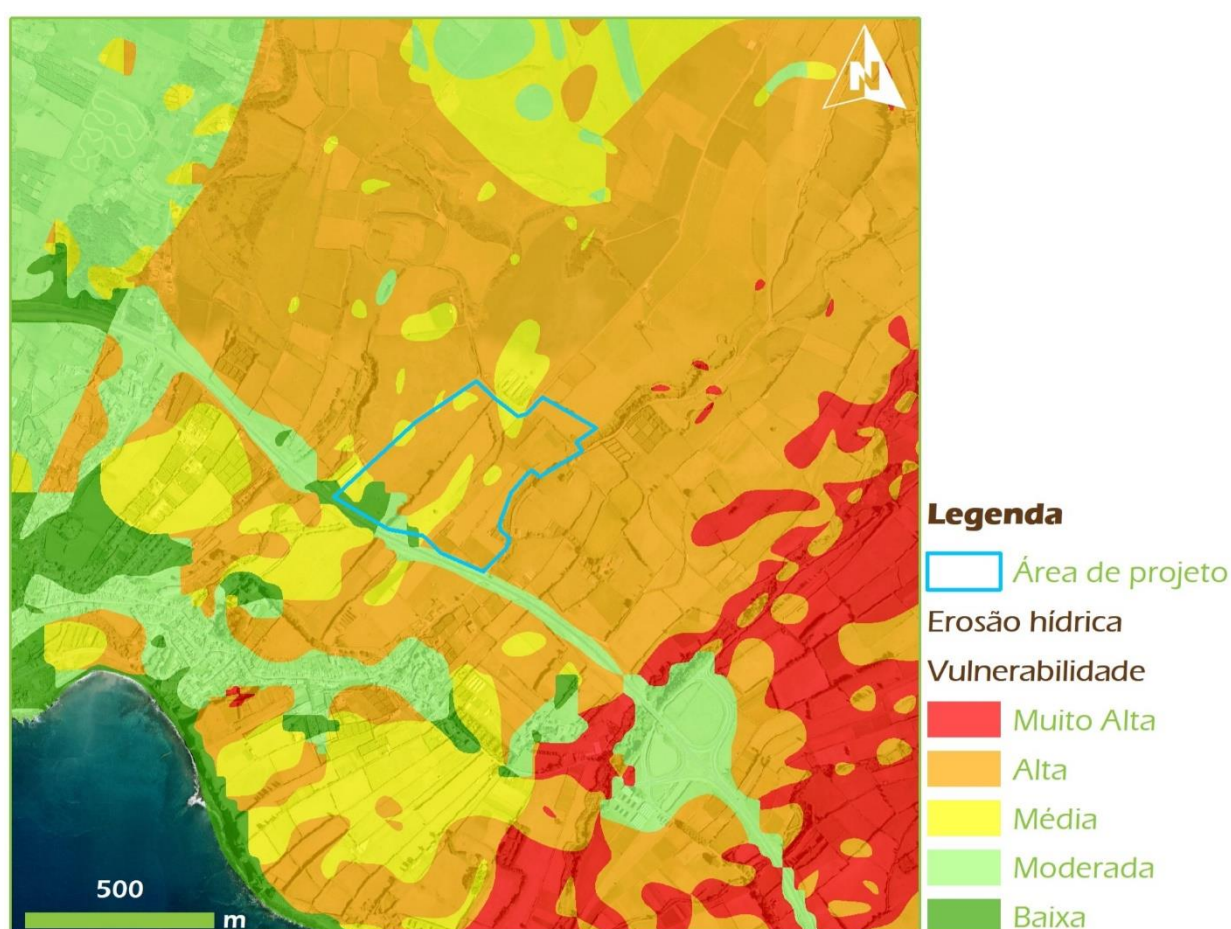 N
500
m
Legenda
Área de projeto
Erosão hídrica
Vulnerabilidade
Muito Alta
Alta
Média
Moderada
Baixa